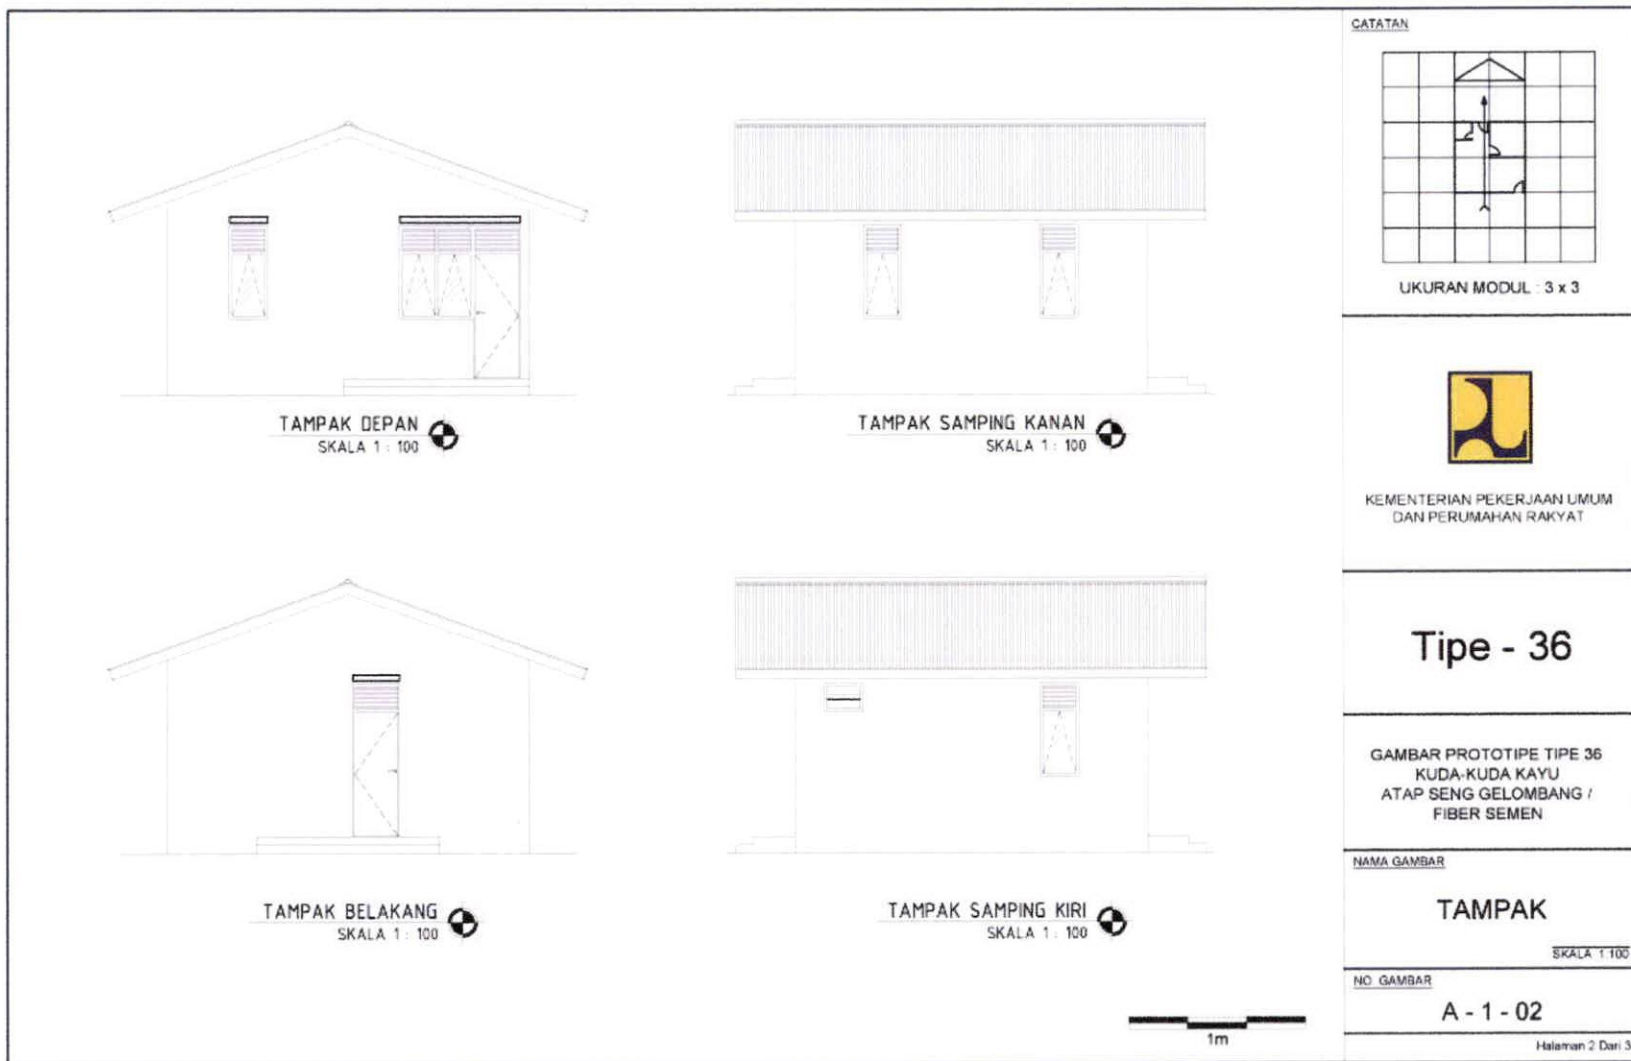 TAMPAK DEPAN
SKALA 1 : 100
TAMPAK SAMPING KANAN
SKALA 1 : 100
TAMPAK BELAKANG
SKALA 1 : 100
TAMPAK SAMPING KIRI
SKALA 1 : 100
1m
CATATAN
UKURAN MODUL : 3 x 3
KEMENTERIAN PEKERJAAN UMUM
DAN PERUMAHAN RAKYAT
Tipe - 36
GAMBAR PROTOTIPE TIPE 36
KUDA-KUDA KAYU
ATAP SENG GELOMBANG /
FIBER SEMEN
NAMA GAMBAR
TAMPAK
SKALA 1:100
NO. GAMBAR
A - 1 - 02
Halaman 2 Dari 3